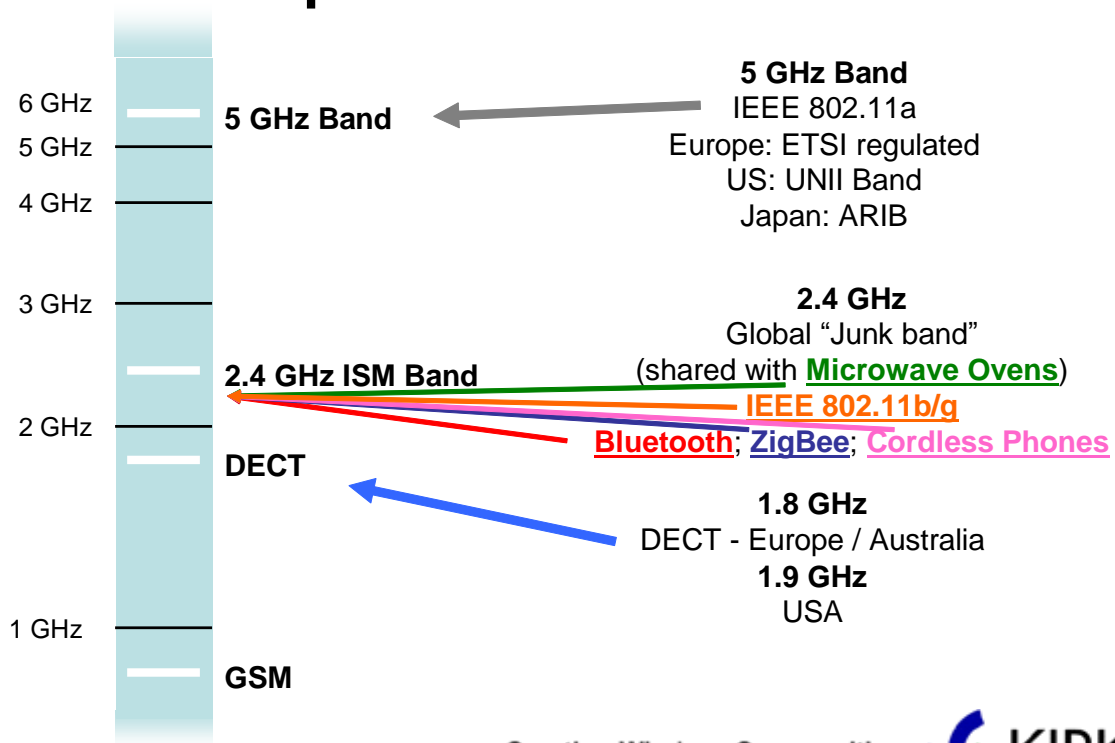 6 GHz
5 GHz
4 GHz
3 GHz
2 GHz
1 GHz
5 GHz Band
2.4 GHz ISM Band
DECT
GSM
5 GHz Band
IEEE 802.11a
Europe: ETSI regulated
US: UNII Band
Japan: ARIB
2.4 GHz
Global “Junk band”
(shared with Microwave Ovens)
IEEE 802.11b/g
Bluetooth; ZigBee; Cordless Phones
1.8 GHz
DECT - Europe / Australia
1.9 GHz
USA